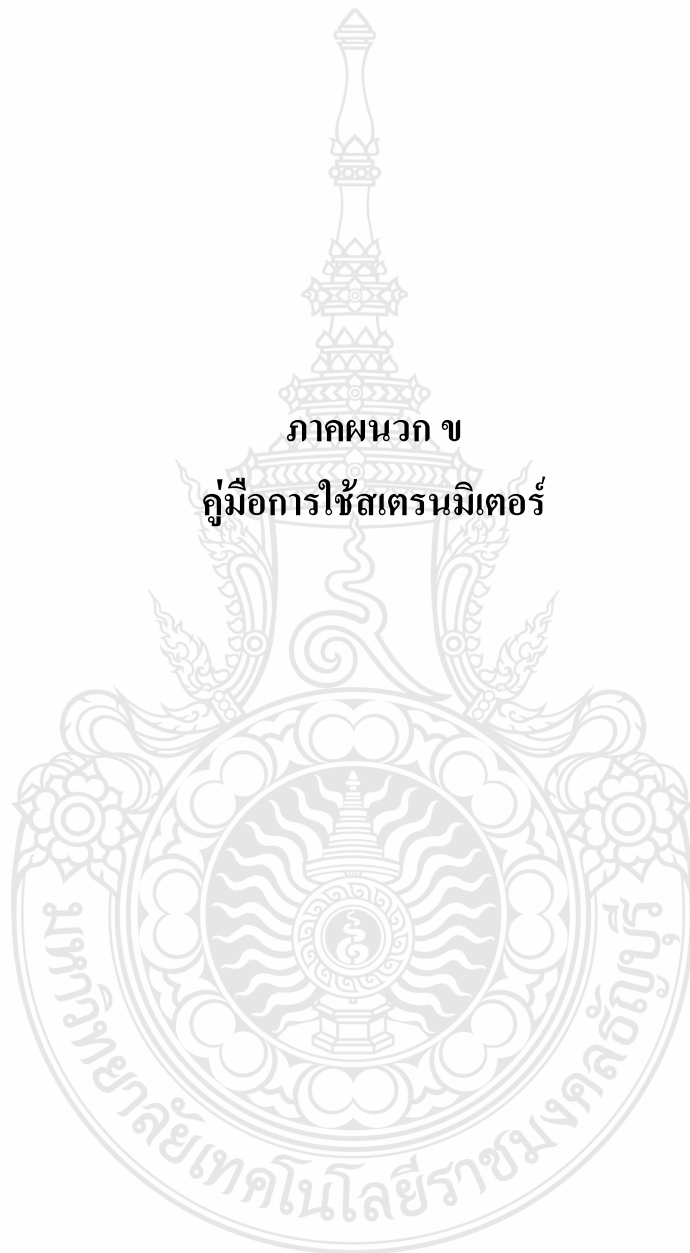 ภาคผนวก ข
คู่มือการใช้สเตรนมิเตอร์
มหาวิทยาลัยเทคโนโลยีราชมงคลธัญบุรี